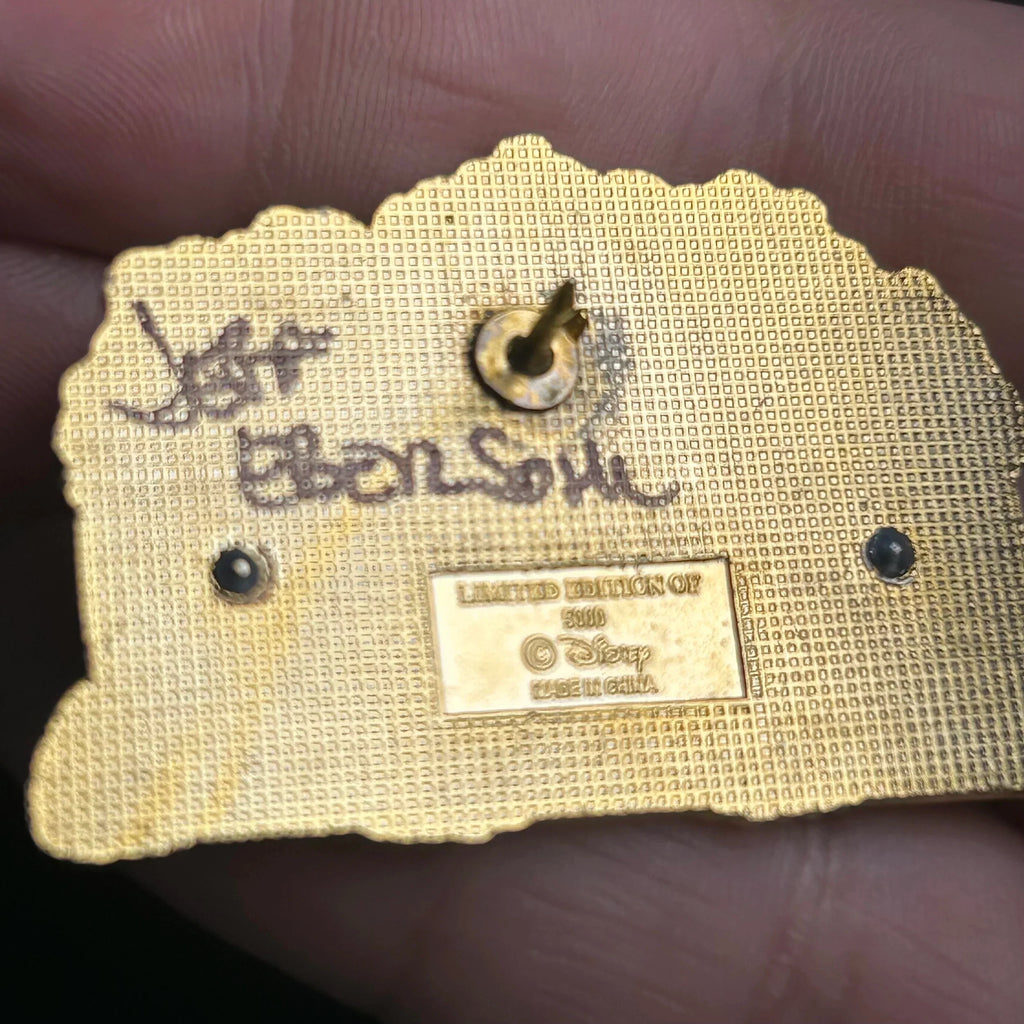 Jeff
Ebensole
LIMITED EDITION OF
5000
© Disney
MADE IN CHINA